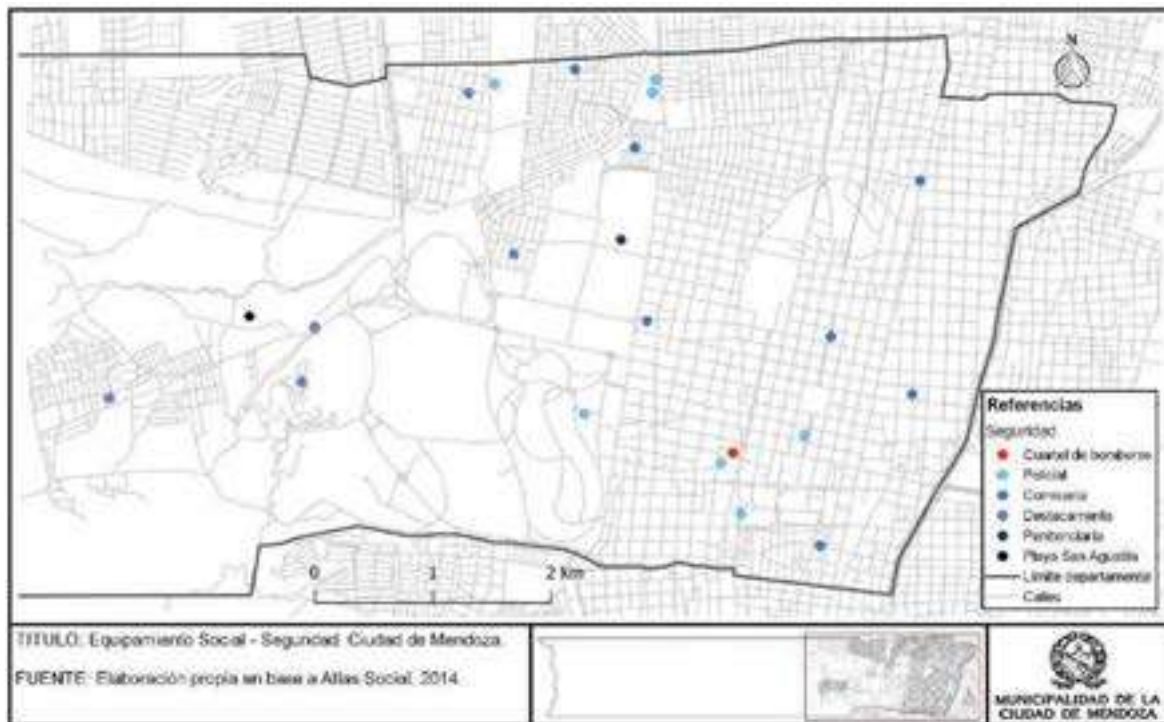 N
Referencias
Seguridad
Cuartel de bomberos
Policial
Comisaría
Destacamento
Penitenciaría
Playa San Agustín
Límite departamental
Calles
0 1 2 km
TITULO: Equipamiento Social - Seguridad. Ciudad de Mendoza.
FUENTE: Elaboración propia en base a Atlas Social, 2014.
MUNICIPALIDAD DE LA
CIUDAD DE MENDOZA